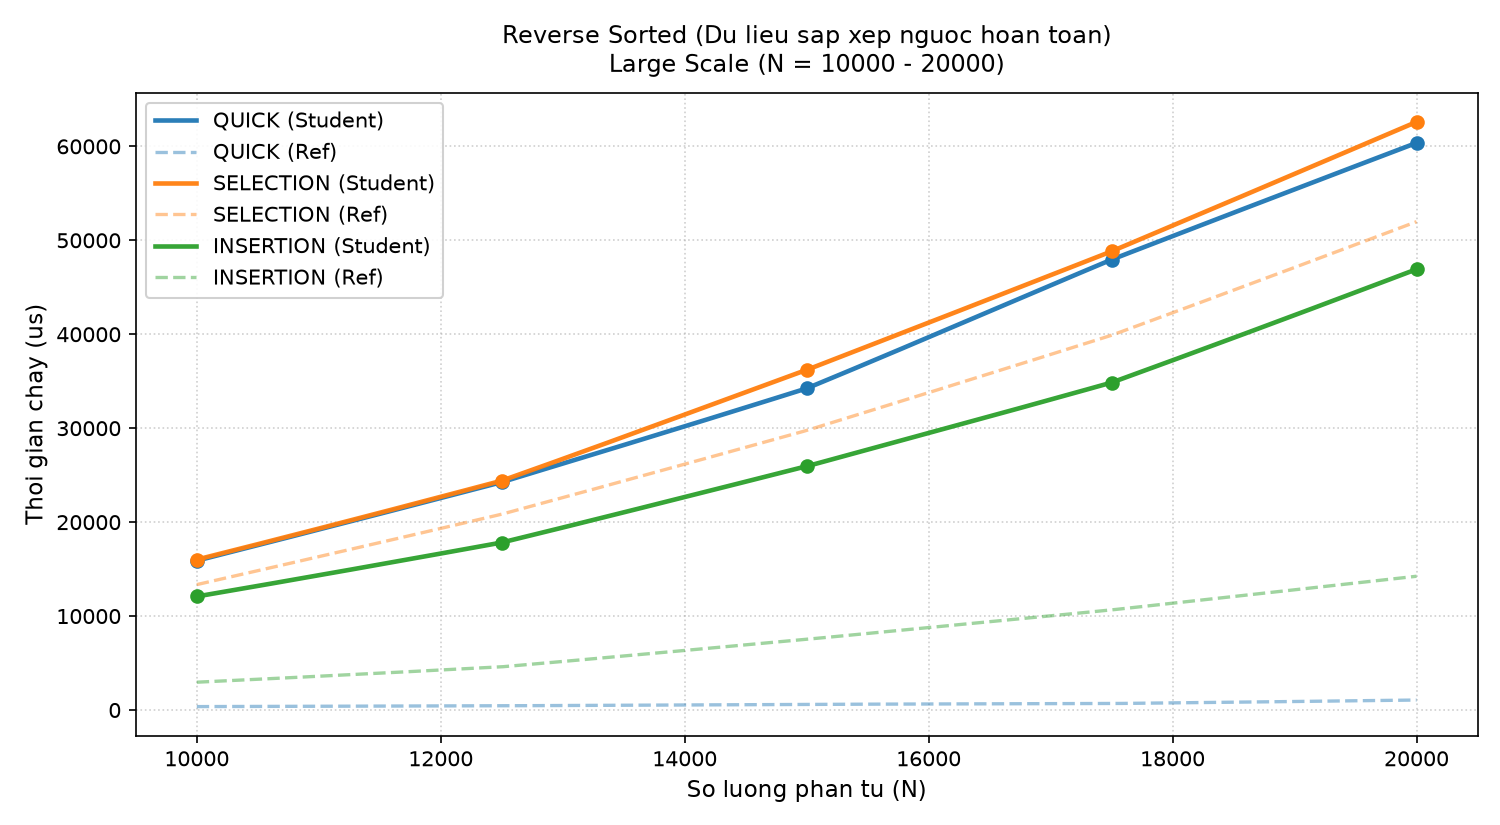 Reverse Sorted (Du lieu sap xep nguoc hoan toan)
Large Scale (N = 10000 - 20000)
QUICK (Student)
QUICK (Ref)
SELECTION (Student)
SELECTION (Ref)
INSERTION (Student)
INSERTION (Ref)
Thoi gian chay (us)
60000
50000
40000
30000
20000
10000
0
10000 12000 14000 16000 18000 20000
So luong phan tu (N)